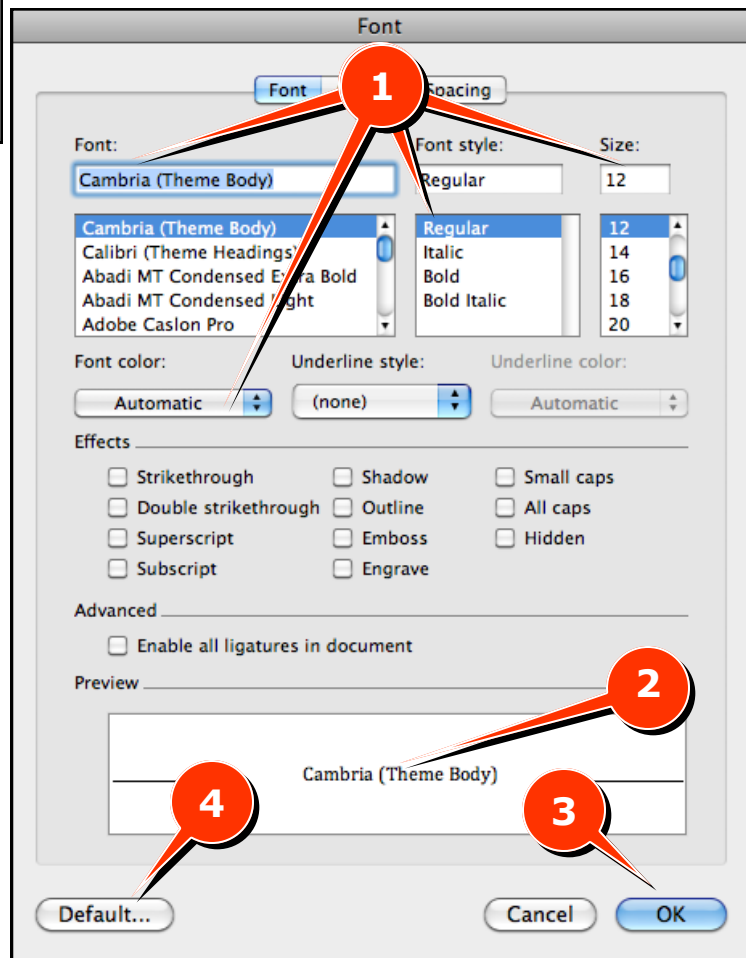 Font
Font
1
Spacing
Font:
Font style:
Size:
Cambria (Theme Body)
Regular
12
Cambria (Theme Body)
Calibri (Theme Headings)
Abadi MT Condensed Extra Bold
Abadi MT Condensed Light
Adobe Caslon Pro
Regular
Italic
Bold
Bold Italic
12
14
16
18
20
Font color:
Underline style:
Underline color:
Automatic
(none)
Automatic
Effects
Strikethrough
Shadow
Small caps
Double strikethrough
Outline
All caps
Superscript
Emboss
Hidden
Subscript
Engrave
Advanced
Enable all ligatures in document
Preview
2
Cambria (Theme Body)
4
3
Default...
Cancel
OK